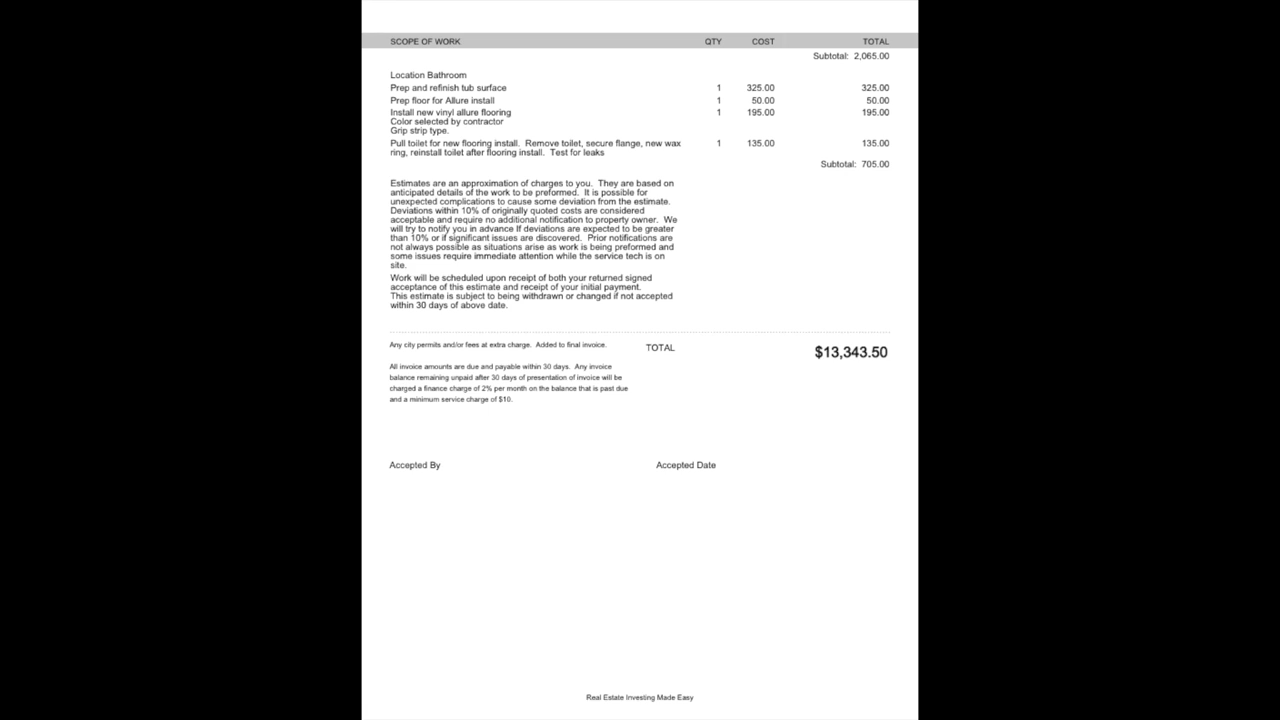 SCOPE OF WORK QTY COST TOTAL
Subtotal: 2,065.00
Location Bathroom
Prep and refinish tub surface 1 325.00 325.00
Prep floor for Allure install 1 50.00 50.00
Install new vinyl allure flooring 1 195.00 195.00
Color selected by contractor
Grip strip type.
Pull toilet for new flooring install. Remove toilet, secure flange, new wax 1 135.00 135.00
ring, reinstall toilet after flooring install. Test for leaks
Subtotal: 705.00
Estimates are an approximation of charges to you. They are based on
anticipated details of the work to be preformed. It is possible for
unexpected complications to cause some deviation from the estimate.
Deviations within 10% of originally quoted costs are considered
acceptable and require no additional notification to property owner. We
will try to notify you in advance If deviations are expected to be greater
than 10% or if significant issues are discovered. Prior notifications are
not always possible as situations arise as work is being preformed and
some issues require immediate attention while the service tech is on
site.
Work will be scheduled upon receipt of both your returned signed
acceptance of this estimate and receipt of your initial payment.
This estimate is subject to being withdrawn or changed if not accepted
within 30 days of above date.
Any city permits and/or fees at extra charge. Added to final invoice. TOTAL $13,343.50
All invoice amounts are due and payable within 30 days. Any invoice
balance remaining unpaid after 30 days of presentation of invoice will be
charged a finance charge of 2% per month on the balance that is past due
and a minimum service charge of $10.
Accepted By Accepted Date
Real Estate Investing Made Easy